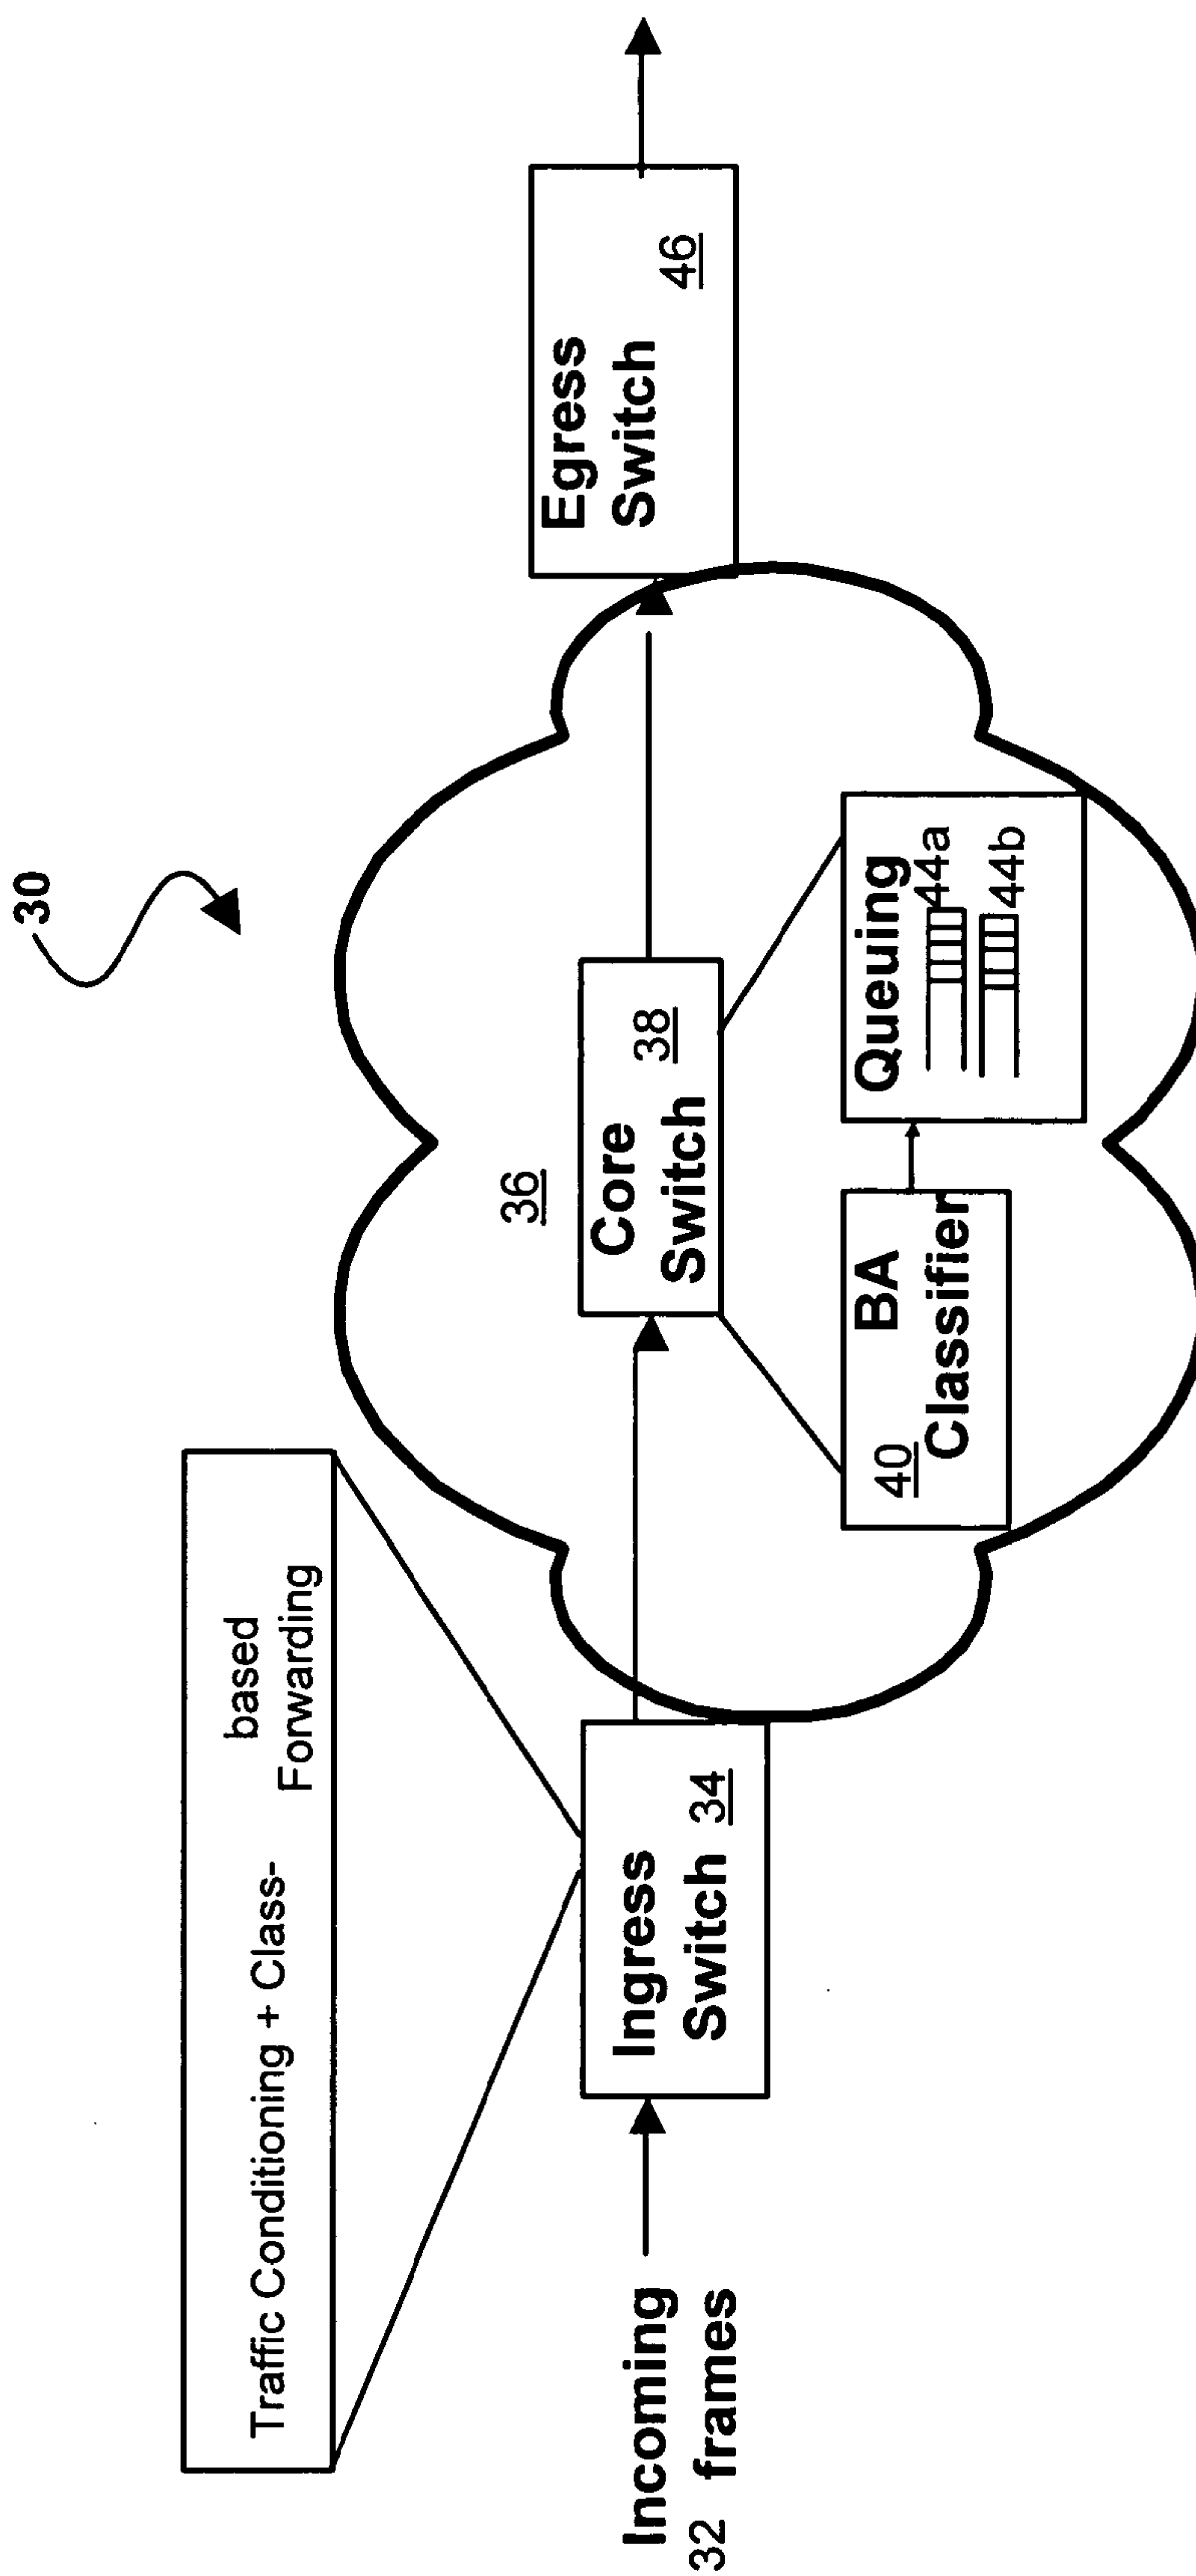 30
Traffic Conditioning + Class-
based
Forwarding
36
Incoming
32 frames
Ingress
Switch 34
Core
Switch 38
Egress
Switch 46
40 BA
Classifier
Queuing
44a
44b